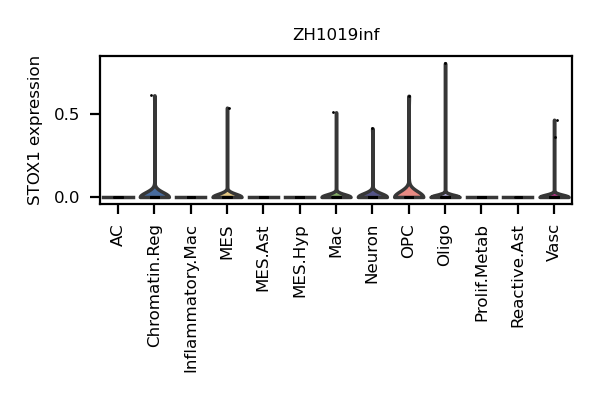 ZH1019inf
STOX1 expression
0.5
0.0
AC
Chromatin.Reg
Inflammatory.Mac
MES
MES.Ast
MES.Hyp
Mac
Neuron
OPC
Oligo
Prolif.Metab
Reactive.Ast
Vasc